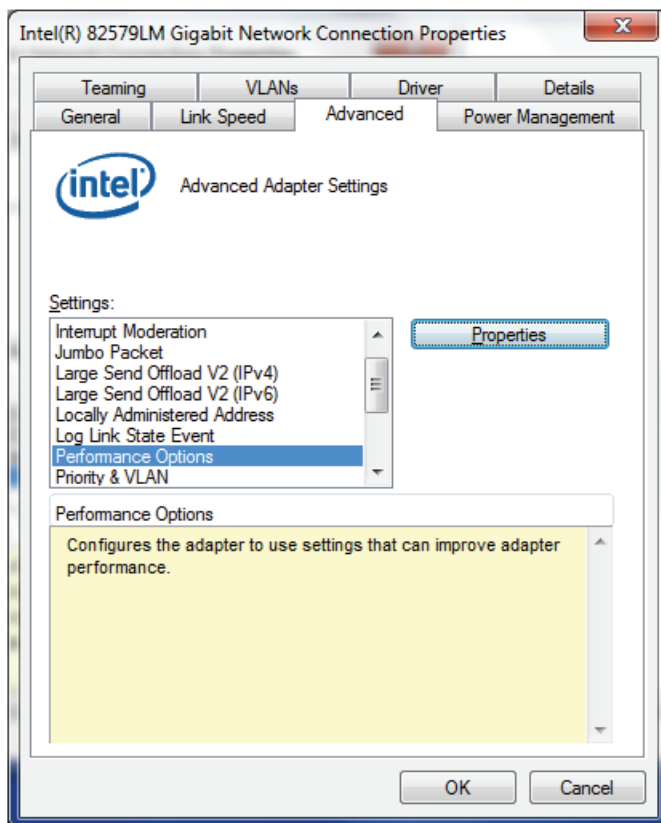 Intel(R) 82579LM Gigabit Network Connection Properties
Teaming VLANs Driver Details
General Link Speed Advanced Power Management
intel Advanced Adapter Settings
Settings:
Interrupt Moderation
Jumbo Packet
Large Send Offload V2 (IPv4)
Large Send Offload V2 (IPv6)
Locally Administered Address
Log Link State Event
Performance Options
Priority & VLAN
Properties
Performance Options
Configures the adapter to use settings that can improve adapter
performance.
OK Cancel